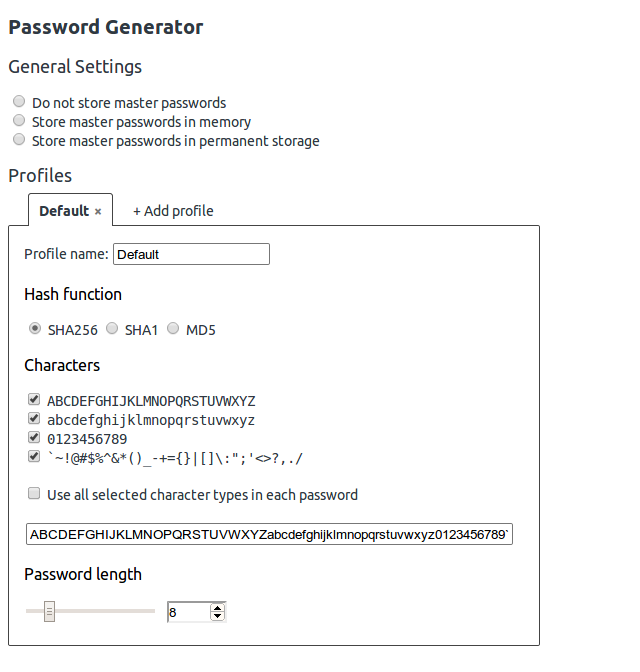 Password Generator
General Settings
Do not store master passwords
Store master passwords in memory
Store master passwords in permanent storage
Profiles
Default × + Add profile
Profile name: Default
Hash function
SHA256 SHA1 MD5
Characters
ABCDEFGHIJKLMNOPQRSTUVWXYZ
abcdefghijklmnopqrstuvwxyz
0123456789
`~!@#$%^&*()_-+={}|[]\:";'<>?,./
Use all selected character types in each password
ABCDEFGHIJKLMNOPQRSTUVWXYZabcdefghijklmnopqrstuvwxyz0123456789`
Password length
8